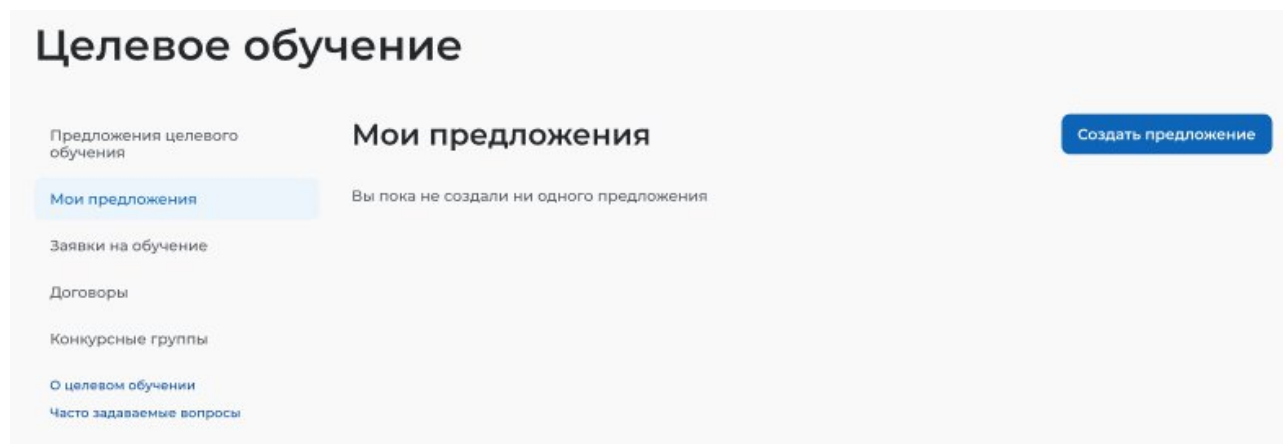 Целевое обучение
Предложения целевого
обучения
Мои предложения
Заявки на обучение
Договоры
Конкурсные группы
О целевом обучении
Часто задаваемые вопросы
Мои предложения
Создать предложение
Вы пока не создали ни одного предложения